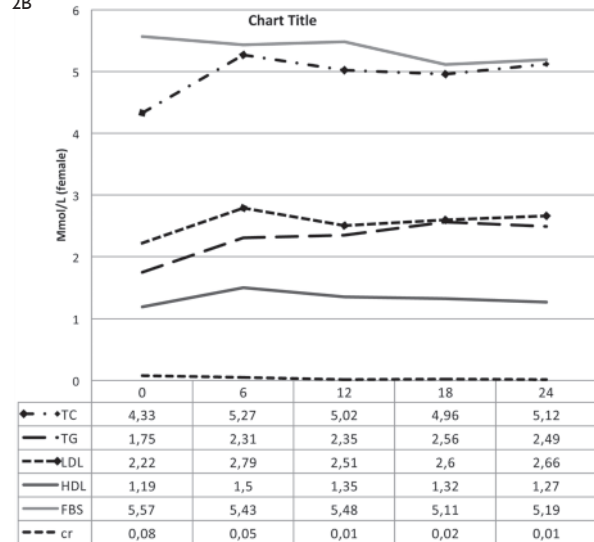 2B
Chart Title
6
5
4
3
2
1
0
Mmol/L (female)
0 6 12 18 24
TC 4,33 5,27 5,02 4,96 5,12
TG 1,75 2,31 2,35 2,56 2,49
LDL 2,22 2,79 2,51 2,6 2,66
HDL 1,19 1,5 1,35 1,32 1,27
FBS 5,57 5,43 5,48 5,11 5,19
cr 0,08 0,05 0,01 0,02 0,01